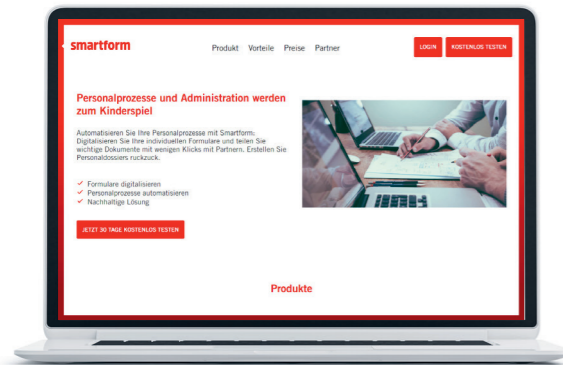 smartform
Produkt Vorteile Preise Partner
LOGIN
KOSTENLOS TESTEN
Personalprozesse und Administration werden
zum Kinderspiel
Automatisieren Sie Ihre Personalprozesse mit Smartform:
Digitalisieren Sie Ihre individuellen Formulare und teilen Sie
wichtige Dokumente mit wenigen Klicks mit Partnern. Erstellen Sie
Personaldossiers ruckzuck.
Formulare digitalisieren
Personalprozesse automatisieren
Nachhaltige Lösung
JETZT 30 TAGE KOSTENLOS TESTEN
Produkte